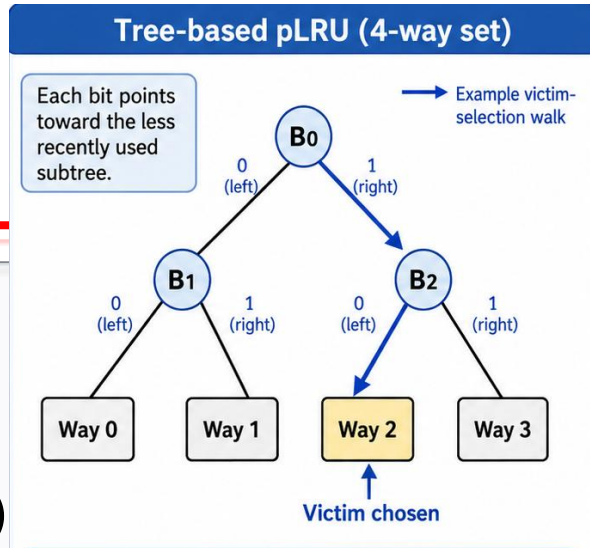 Tree-based pLRU (4-way set)
Each bit points
toward the less
recently used
subtree.
Example victim-
selection walk
B0
0
(left)
1
(right)
B1
B2
0
(left)
1
(right)
0
(left)
1
(right)
Way 0
Way 1
Way 2
Way 3
Victim chosen